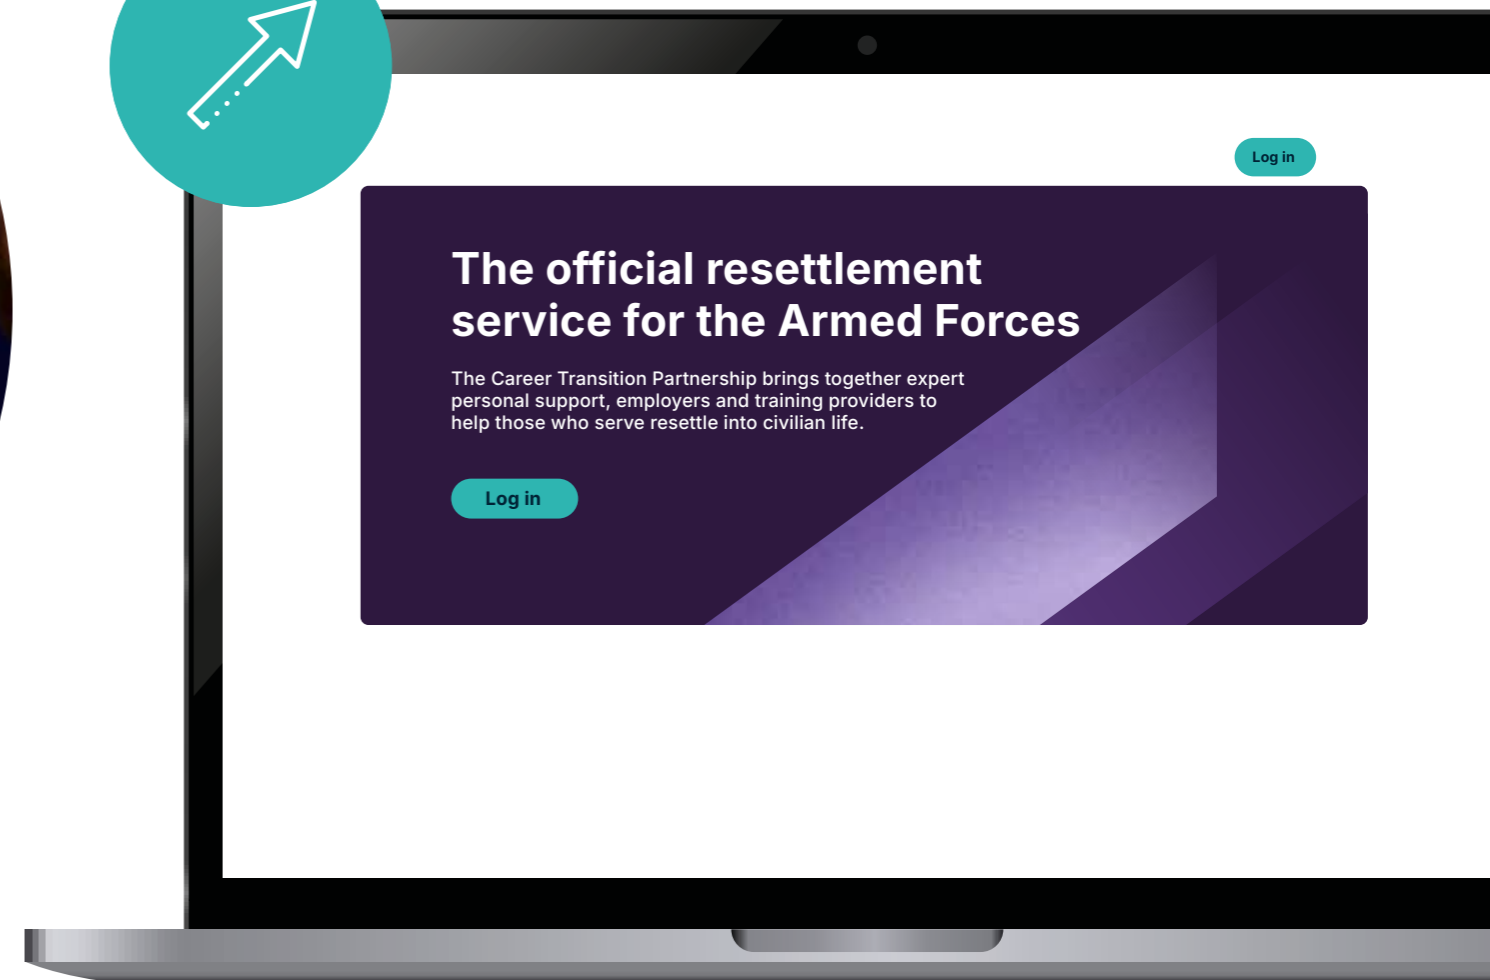 Log in
The official resettlement
service for the Armed Forces
The Career Transition Partnership brings together expert
personal support, employers and training providers to
help those who serve resettle into civilian life.
Log in